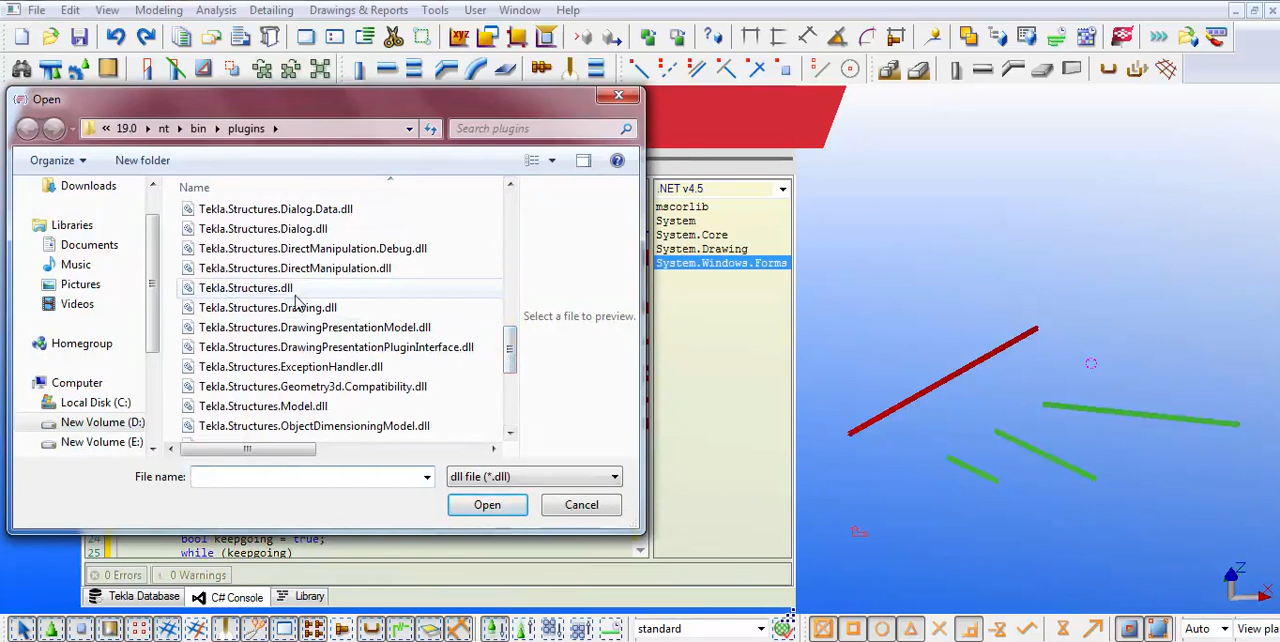 File Edit View Modeling Analysis Detailing Drawings & Reports Tools User Window Help
xyz
Open
« 19.0 nt bin plugins
Search plugins
Organize New folder
Name
Downloads
Libraries
Documents
Music
Pictures
Videos
Homegroup
Computer
Local Disk (C:)
New Volume (D:)
New Volume (E:)
Tekla.Structures.Dialog.Data.dll
Tekla.Structures.Dialog.dll
Tekla.Structures.DirectManipulation.Debug.dll
Tekla.Structures.DirectManipulation.dll
Tekla.Structures.dll
Tekla.Structures.Drawing.dll
Tekla.Structures.DrawingPresentationModel.dll
Tekla.Structures.DrawingPresentationPluginInterface.dll
Tekla.Structures.ExceptionHandler.dll
Tekla.Structures.Geometry3d.Compatibility.dll
Tekla.Structures.Model.dll
Tekla.Structures.ObjectDimensioningModel.dll
Select a file to preview.
File name:
dll file (*.dll)
Open Cancel
.NET v4.5
mscorlib
System
System.Core
System.Drawing
System.Windows.Forms
24 bool keepgoing = true;
25 while (keepgoing)
0 Errors 0 Warnings
Tekla Database C# Console Library
Z
X
standard
Auto
View pla